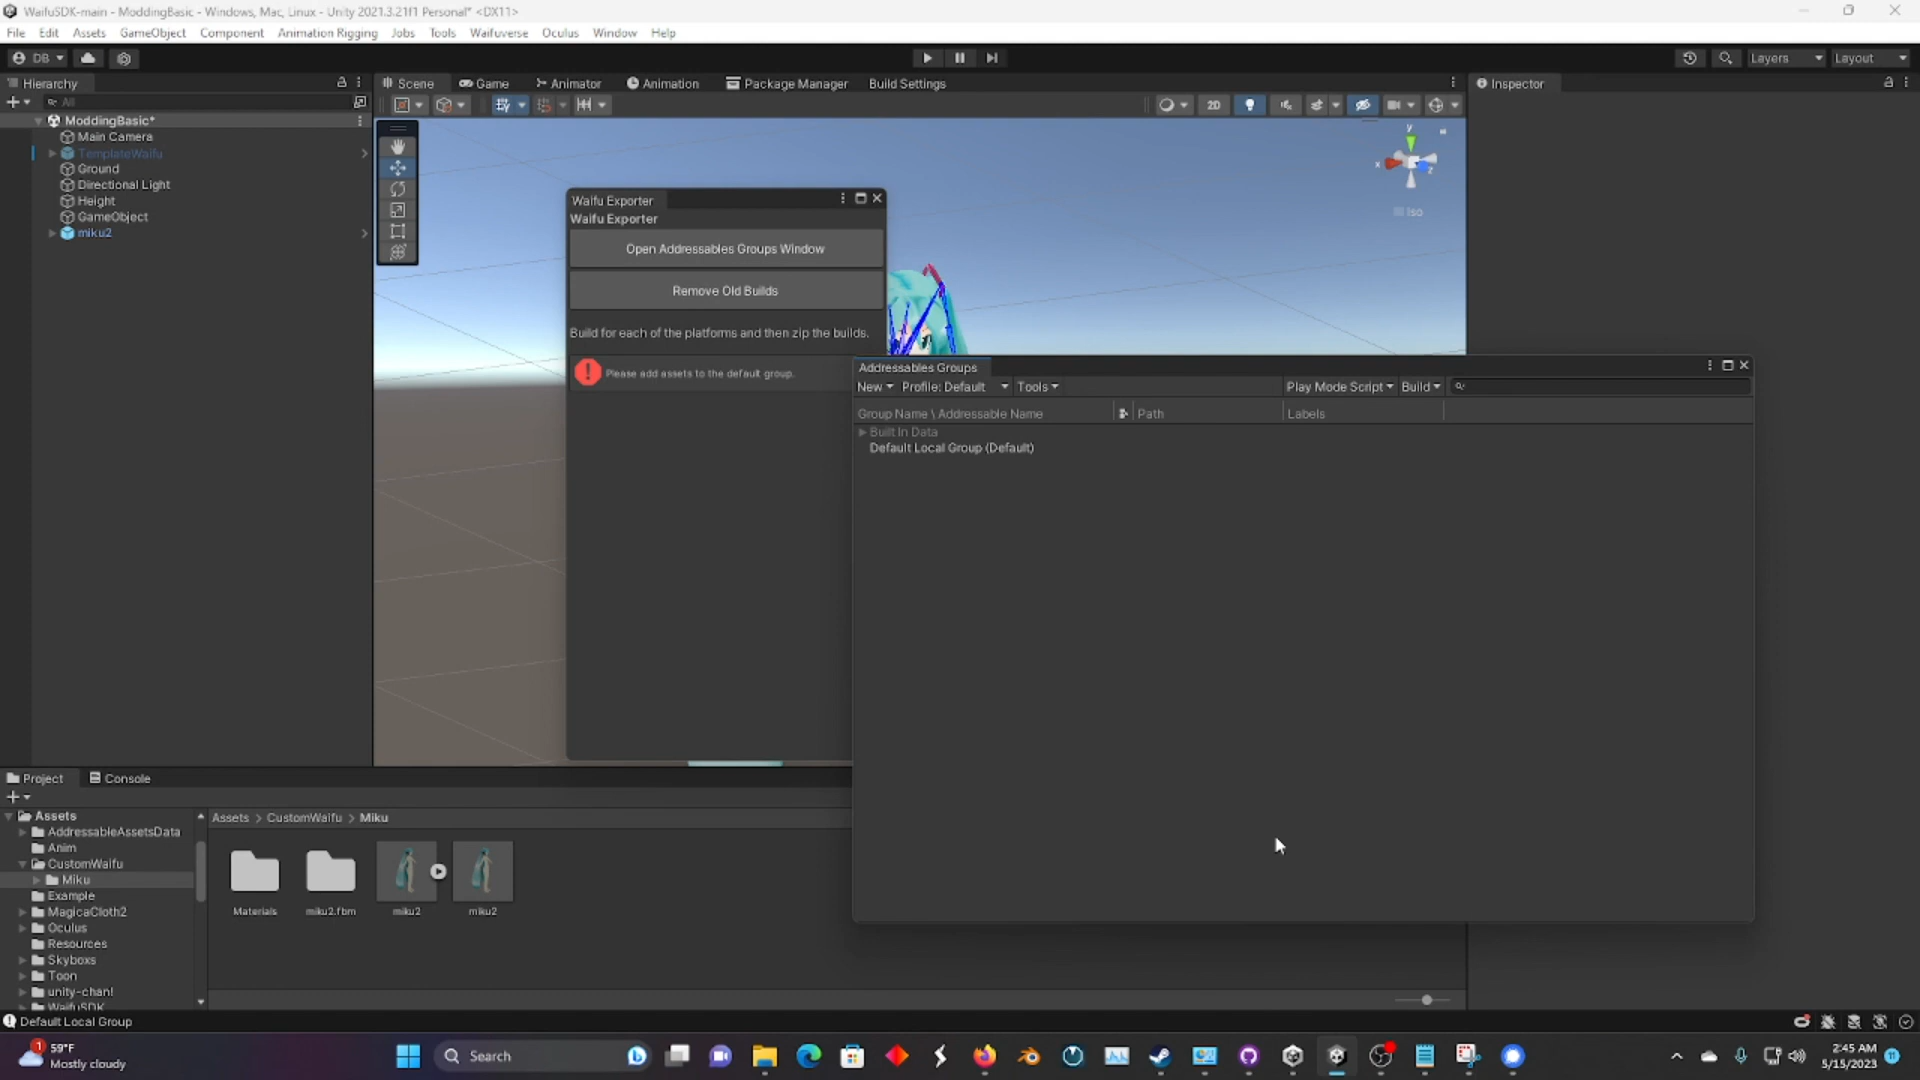 WaifuSDK-main - ModdingBasic - Windows, Mac, Linux - Unity 2021.3.21f1 Personal* <DX11>
File Edit Assets GameObject Component Animation Rigging Jobs Tools Waifuverse Oculus Window Help
DB Layers Layout
Hierarchy Scene Game Animator Animation Package Manager Build Settings Inspector
All 2D
ModdingBasic*
Main Camera
TemplateWaifu
Ground
Directional Light
Height
GameObject
miku2
y
x
z
Iso
Waifu Exporter
Waifu Exporter
Open Addressables Groups Window
Remove Old Builds
Build for each of the platforms and then zip the builds.
Please add assets to the default group.
Addressables Groups
New Profile: Default Tools Play Mode Script Build
Group Name \ Addressable Name Path Labels
Built In Data
Default Local Group (Default)
Project Console
Assets
AddressableAssetsData
Anim
CustomWaifu
Miku
Example
MagicaCloth2
Oculus
Resources
Skyboxs
Toon
unity-chan!
WaifuSDK
Assets > CustomWaifu > Miku
Materials miku2.fbm miku2 miku2
Default Local Group
1 59°F
Mostly cloudy
Search
2:45 AM
5/15/2023